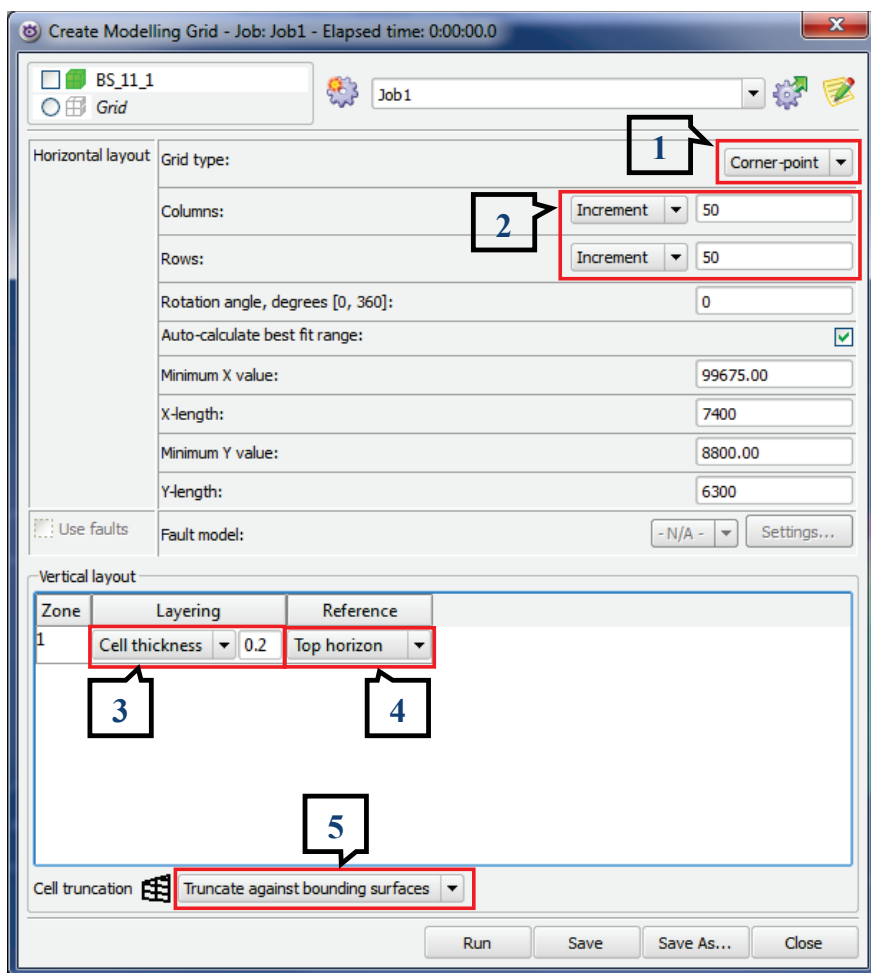 Create Modelling Grid - Job: Job1 - Elapsed time: 0:00:00.0
BS_11_1
Grid
Job1
Horizontal layout
Grid type:
1
Corner-point
Columns:
2
Increment
50
Rows:
Increment
50
Rotation angle, degrees [0, 360]:
0
Auto-calculate best fit range:
Minimum X value:
99675.00
X-length:
7400
Minimum Y value:
8800.00
Y-length:
6300
Use faults
Fault model:
- N/A -
Settings...
Vertical layout
Zone Layering Reference
1 Cell thickness 0.2 Top horizon
3
4
5
Cell truncation Truncate against bounding surfaces
Run Save Save As... Close